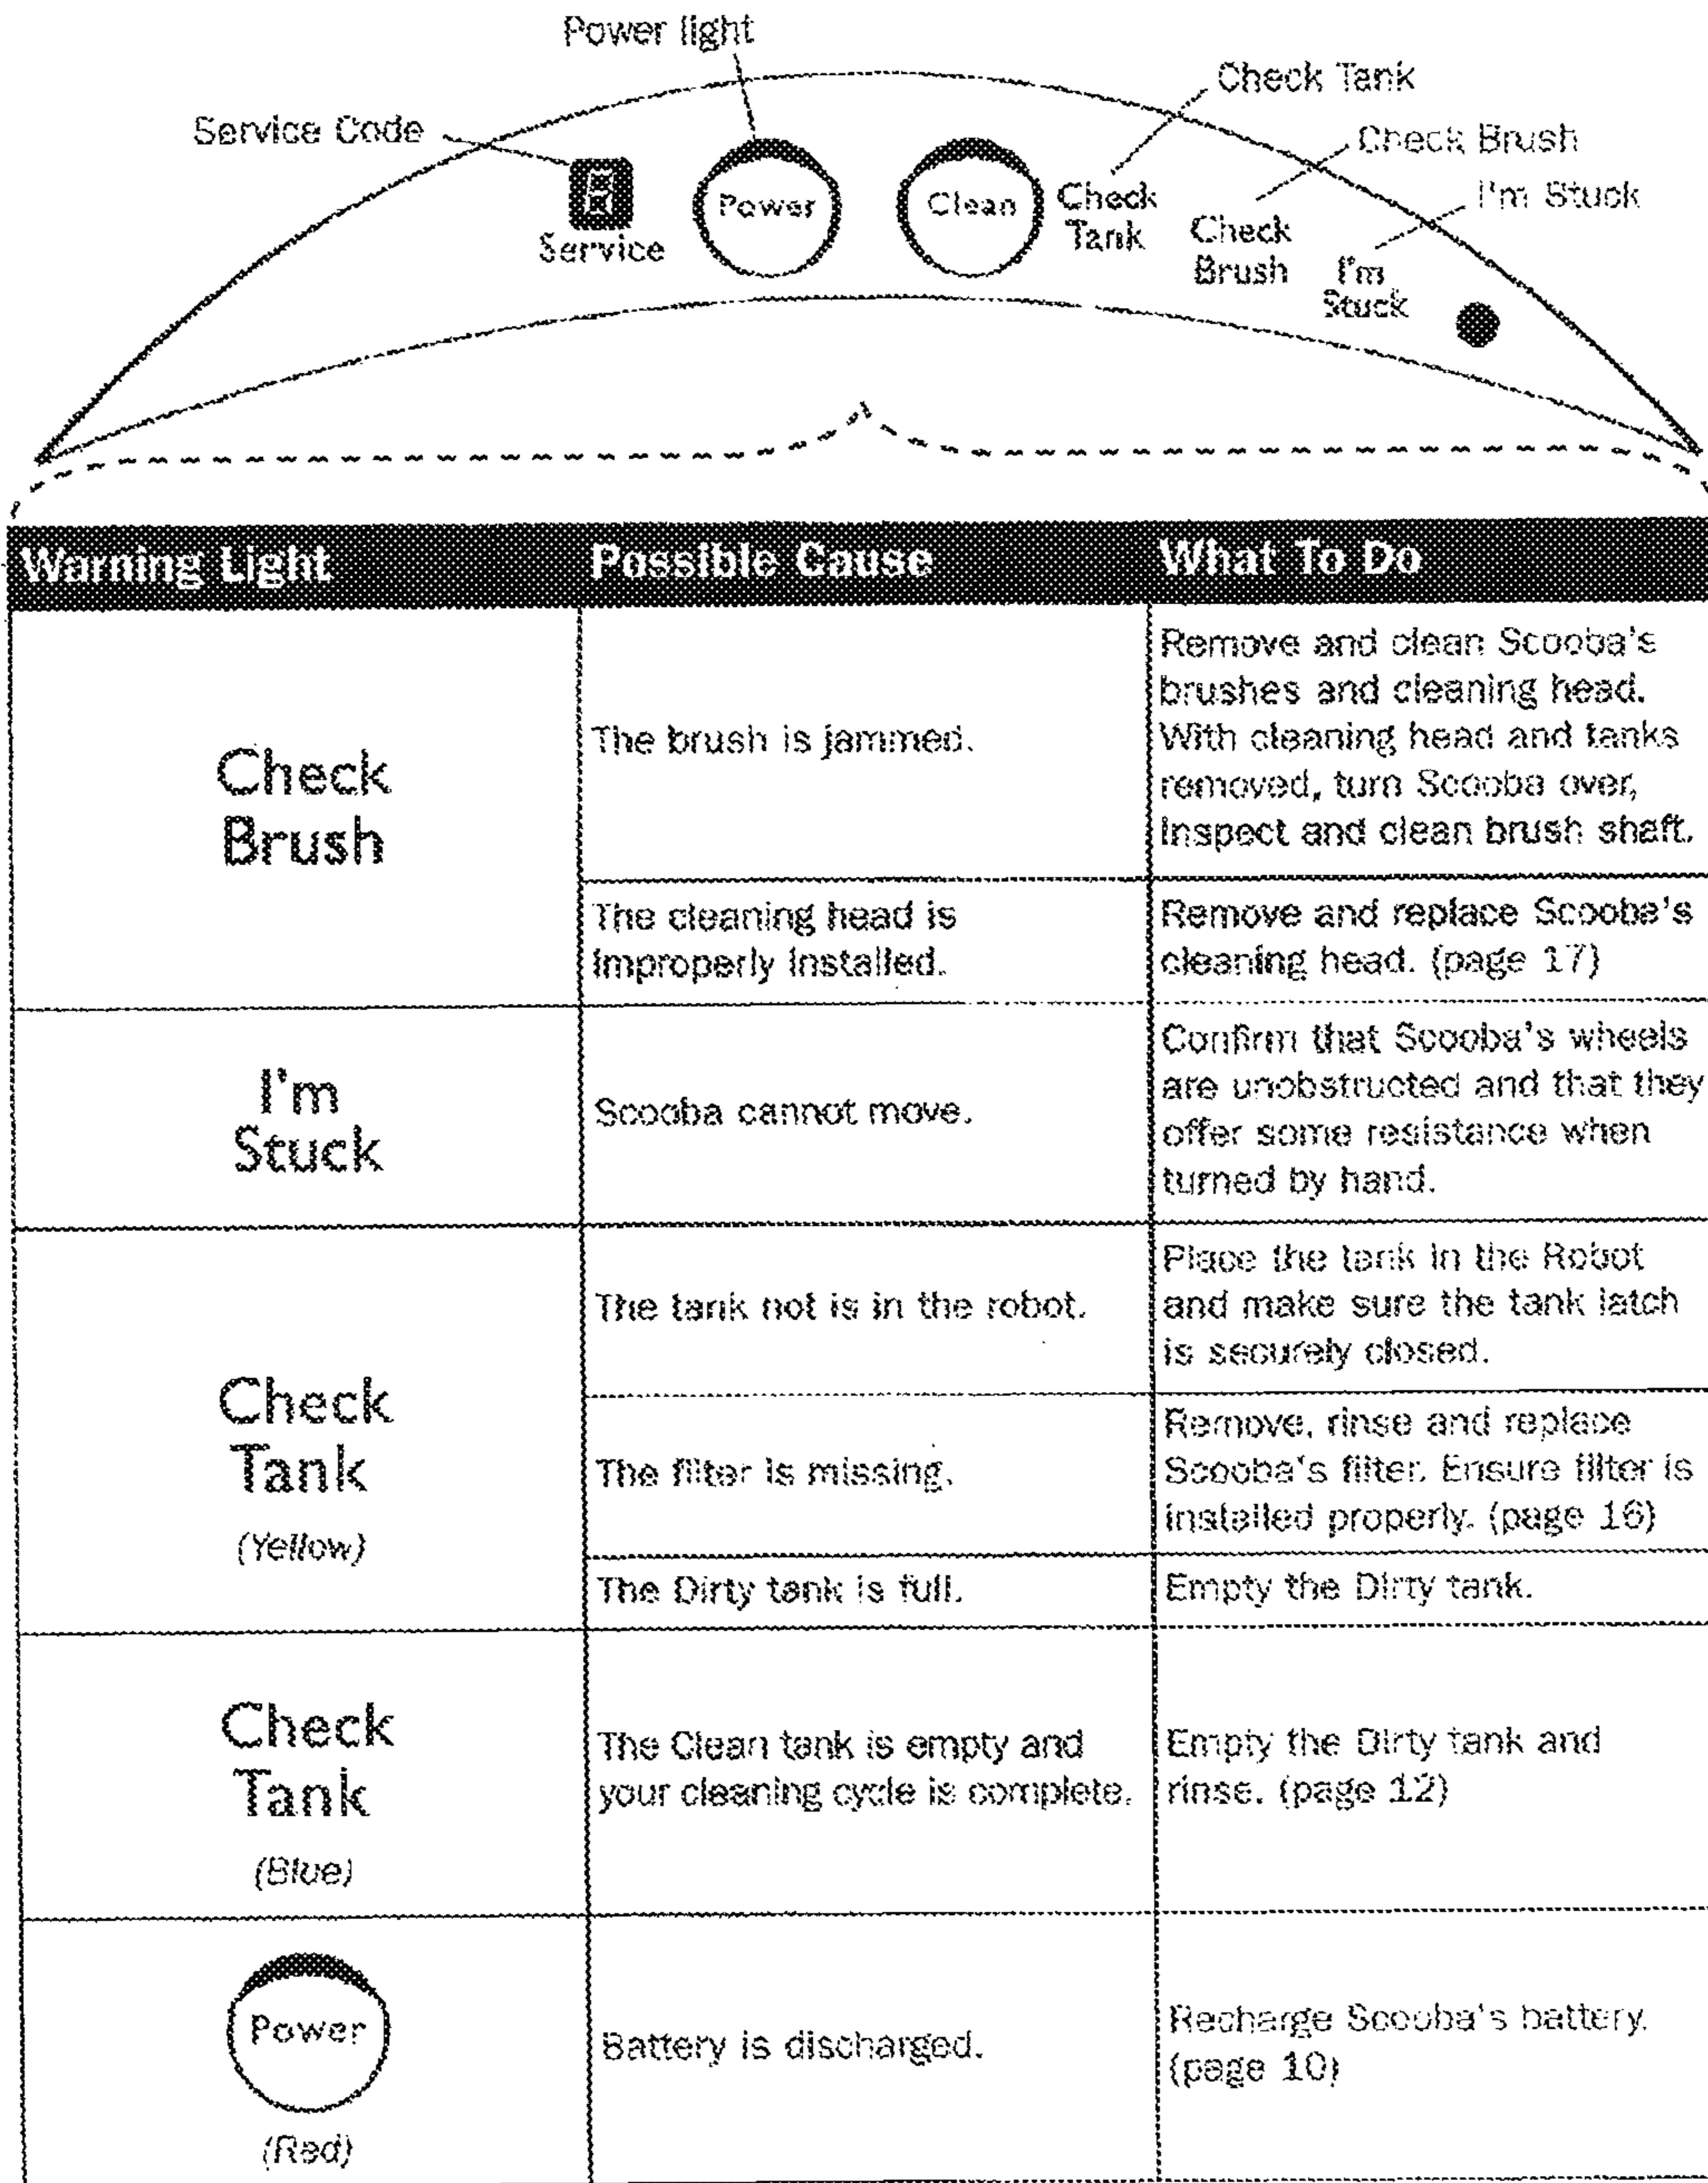 Power light
Check Tank
Service Code
Check Brush
I'm Stuck
Power
Clean
Check
Tank
Service
Check
Brush
I'm
Stuck
Warning Light
Possible Cause
What To Do
Check
Brush
The brush is jammed.
Remove and clean Scooba's
brushes and cleaning head.
With cleaning head and tanks
removed, turn Scooba over,
Inspect and clean brush shaft.
The cleaning head is
Improperly Installed.
Remove and replace Scooba's
cleaning head. (page 17)
I'm
Stuck
Scooba cannot move.
Confirm that Scooba's wheels
are unobstructed and that they
offer some resistance when
turned by hand.
Check
Tank
(Yellow)
The tank not is in the robot.
Place the tank in the Robot
and make sure the tank latch
is securely closed.
The filter is missing.
Remove, rinse and replace
Scooba's filter. Ensure filter is
installed properly. (page 16)
The Dirty tank is full.
Empty the Dirty tank.
Check
Tank
(Blue)
The Clean tank is empty and
your cleaning cycle is complete.
Empty the Dirty tank and
rinse. (page 12)
Power
(Red)
Battery is discharged.
Recharge Scooba's battery.
(page 10)